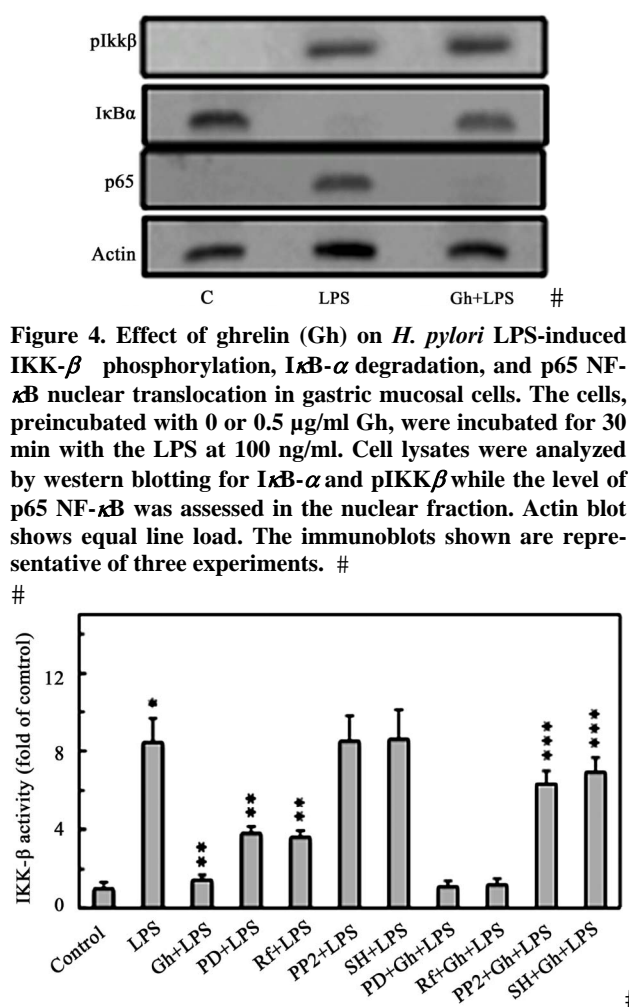 pIkkβ
IκBα
p65
Actin
C LPS Gh+LPS #
Figure 4. Effect of ghrelin (Gh) on H. pylori LPS-induced
IKK-β phosphorylation, IκB-α degradation, and p65 NF-
κB nuclear translocation in gastric mucosal cells. The cells,
preincubated with 0 or 0.5 µg/ml Gh, were incubated for 30
min with the LPS at 100 ng/ml. Cell lysates were analyzed
by western blotting for IκB-α and pIKKβ while the level of
p65 NF-κB was assessed in the nuclear fraction. Actin blot
shows equal line load. The immunoblots shown are repre-
sentative of three experiments. #
#
IKK-β activity (fold of comtrol)
12
8
4
0
*
**
**
**
***
***
Control
LPS
Gh+LPS
PD+LPS
Rf+LPS
PP2+LPS
SH+LPS
PD+Gh+LPS
Rf+Gh+LPS
PP2+Gh+LPS
SH+Gh+LPS
#